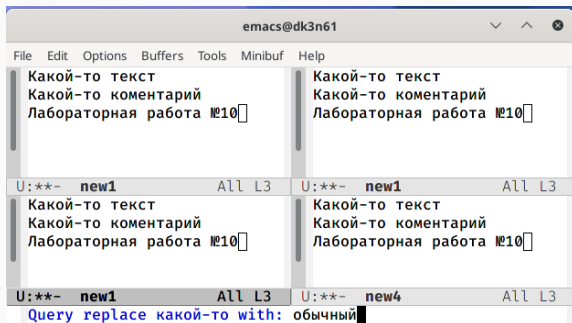 emacs@dk3n61
File Edit Options Buffers Tools Minibuf Help
Какой-то текст
Какой-то коментарий
Лабораторная работа №10
U:**- new1 All L3
Какой-то текст
Какой-то коментарий
Лабораторная работа №10
U:**- new1 All L3
Какой-то текст
Какой-то коментарий
Лабораторная работа №10
U:**- new1 All L3
Какой-то текст
Какой-то коментарий
Лабораторная работа №10
U:**- new4 All L3
Query replace какой-то with: обычный